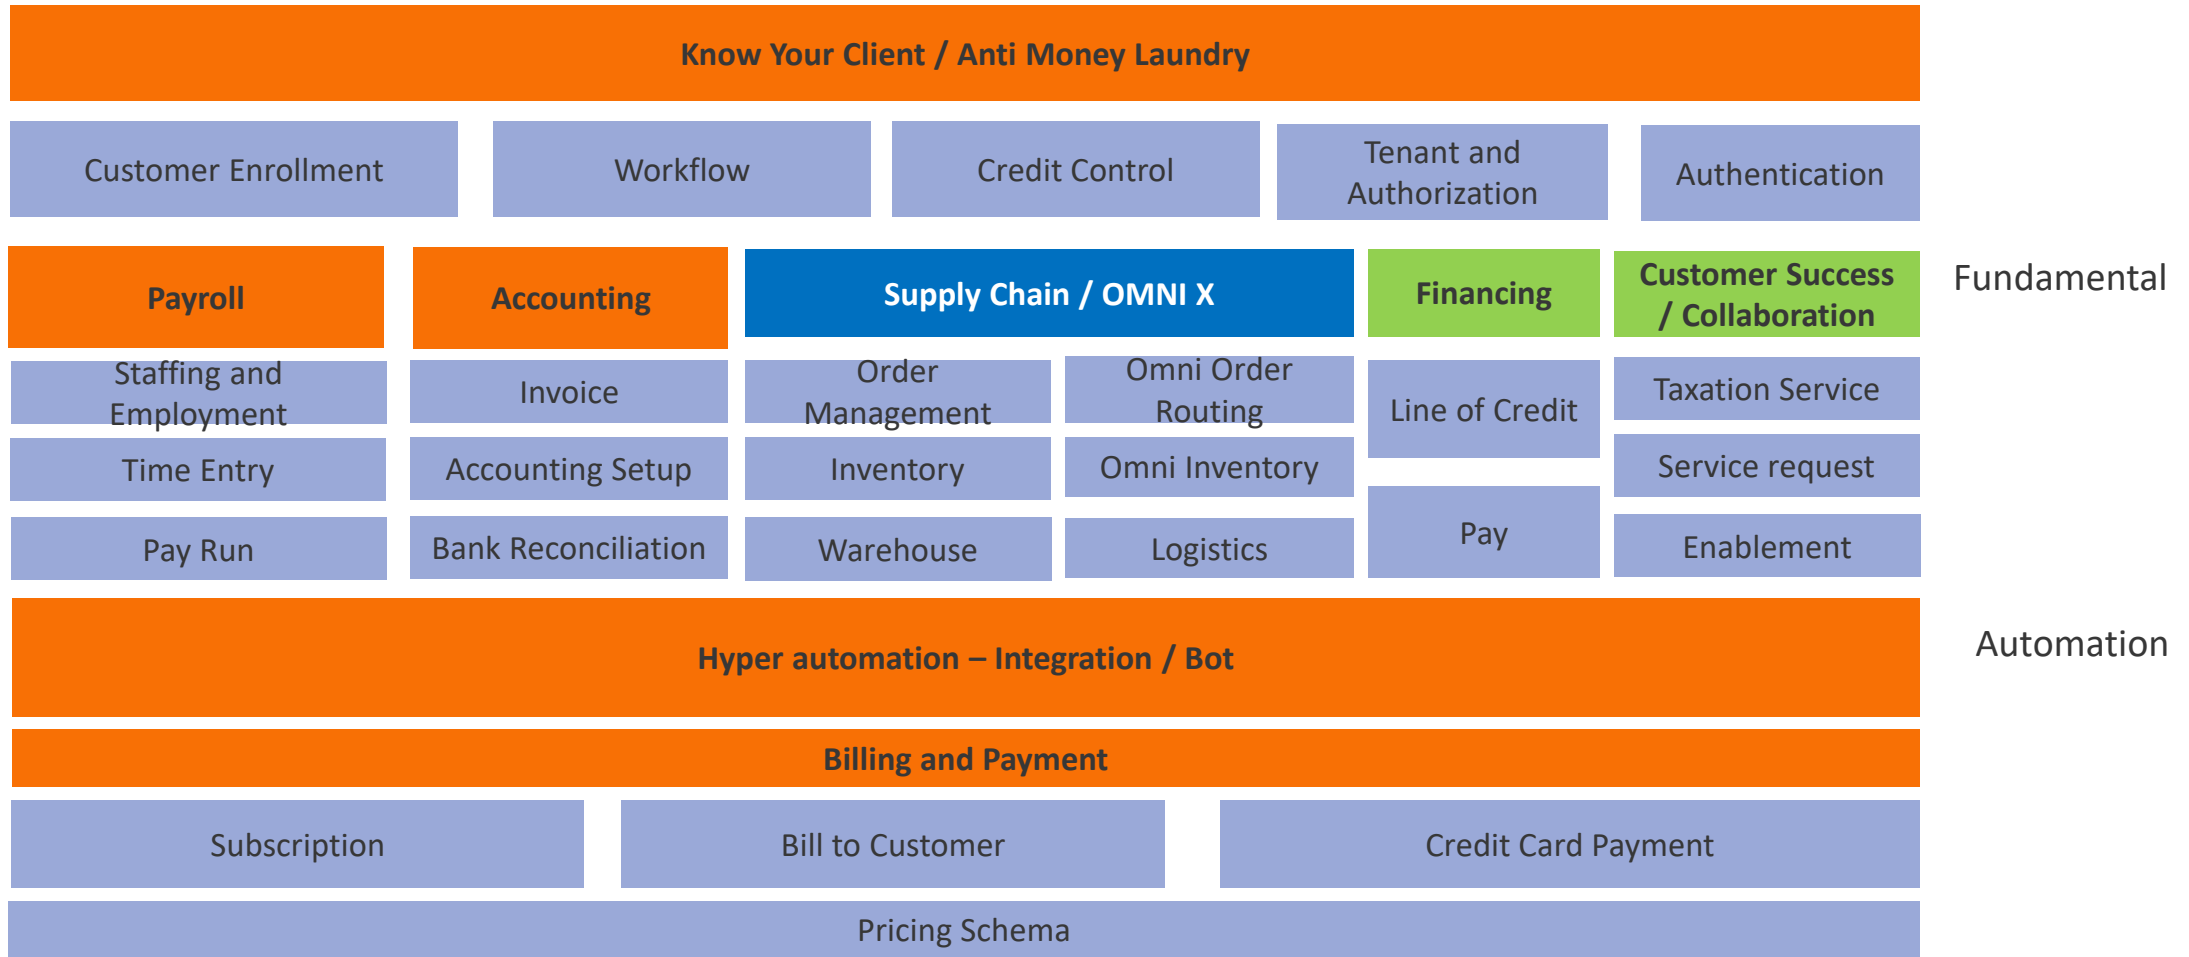 Know Your Client / Anti Money Laundry
Customer Enrollment
Workflow
Credit Control
Tenant and
Authorization
Authentication
Payroll
Accounting
Supply Chain / OMNI X
Financing
Customer Success
/ Collaboration
Fundamental
Staffing and
Employment
Invoice
Order
Management
Omni Order
Routing
Line of Credit
Taxation Service
Time Entry
Accounting Setup
Inventory
Omni Inventory
Service request
Pay Run
Bank Reconciliation
Warehouse
Logistics
Pay
Enablement
Hyper automation – Integration / Bot
Automation
Billing and Payment
Subscription
Bill to Customer
Credit Card Payment
Pricing Schema